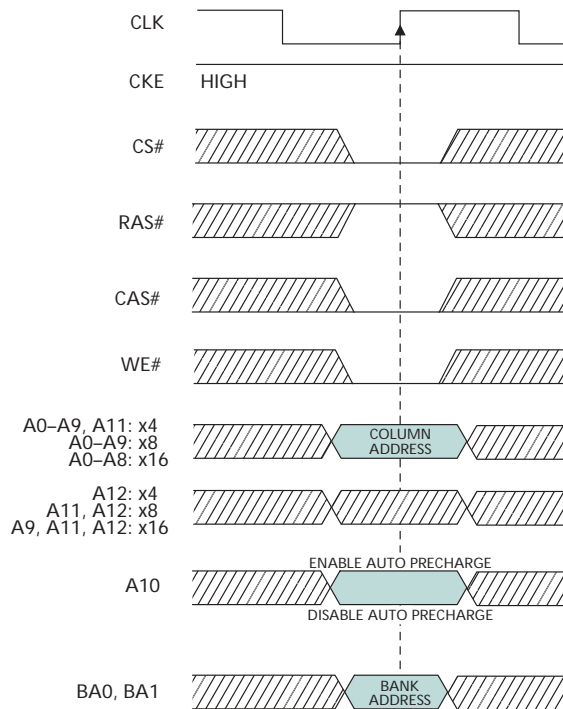 CLK
CKE HIGH
CS#
RAS#
CAS#
WE#
A0–A9, A11: x4
A0–A9: x8
A0–A8: x16
COLUMN
ADDRESS
A12: x4
A11, A12: x8
A9, A11, A12: x16
ENABLE AUTO PRECHARGE
A10
DISABLE AUTO PRECHARGE
BA0, BA1
BANK
ADDRESS